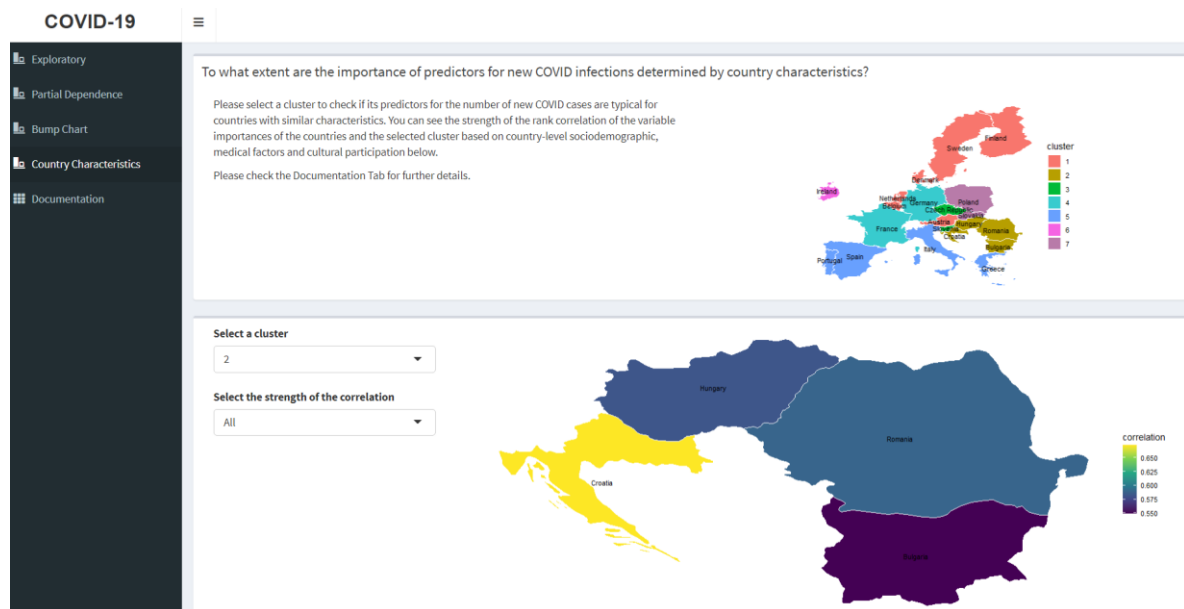 COVID-19
Exploratory
Partial Dependence
Bump Chart
Country Characteristics
Documentation
To what extent are the importance of predictors for new COVID infections determined by country characteristics?
Please select a cluster to check if its predictors for the number of new COVID cases are typical for
countries with similar characteristics. You can see the strength of the rank correlation of the variable
importances of the countries and the selected cluster based on country-level sociodemographic,
medical factors and cultural participation below.
Please check the Documentation Tab for further details.
Finland
Sweden
Denmark
Ireland
Netherlands
Belgium
Germany
Poland
Czech Republic
Slovakia
Austria
Hungary
France
Slovenia
Croatia
Romania
Bulgaria
Italy
Portugal
Spain
Greece
cluster
1
2
3
4
5
6
7
Select a cluster
2
Select the strength of the correlation
All
Hungary
Romania
Croatia
Bulgaria
correlation
0.650
0.625
0.600
0.575
0.550